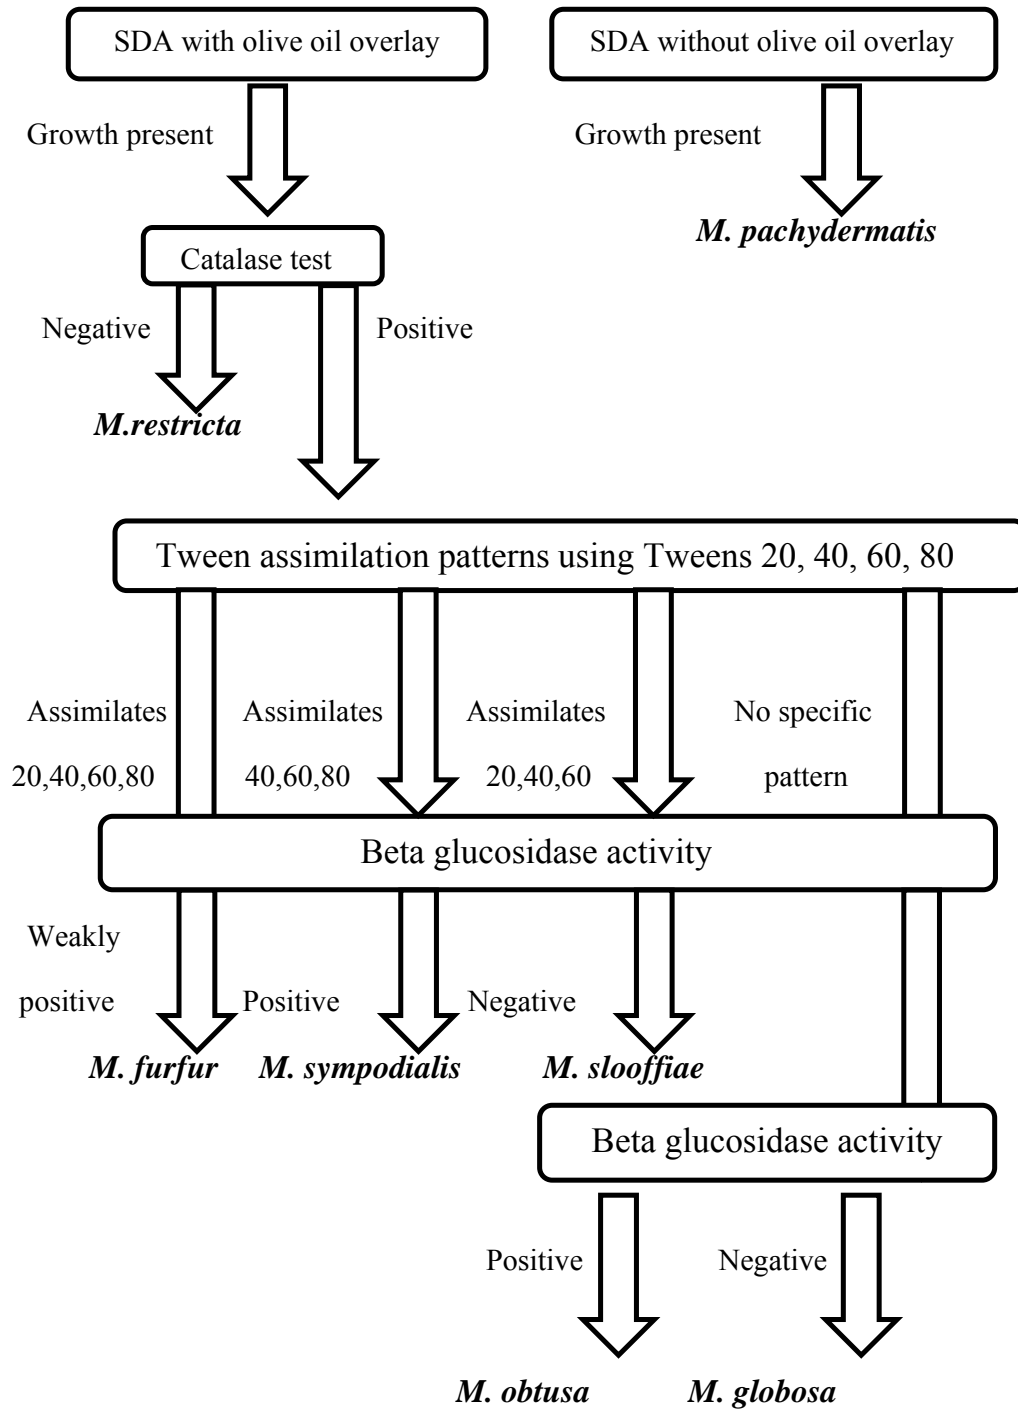 SDA with olive oil overlay
SDA without olive oil overlay
Growth present
Growth present
M. pachydermatis
Catalase test
Negative
Positive
M.restricta
Tween assimilation patterns using Tweens 20, 40, 60, 80
Assimilates
20,40,60,80
Assimilates
40,60,80
Assimilates
20,40,60
No specific
pattern
Beta glucosidase activity
Weakly
positive
Positive
Negative
M. furfur
M. sympodialis
M. slooffiae
Beta glucosidase activity
Positive
Negative
M. obtusa
M. globosa